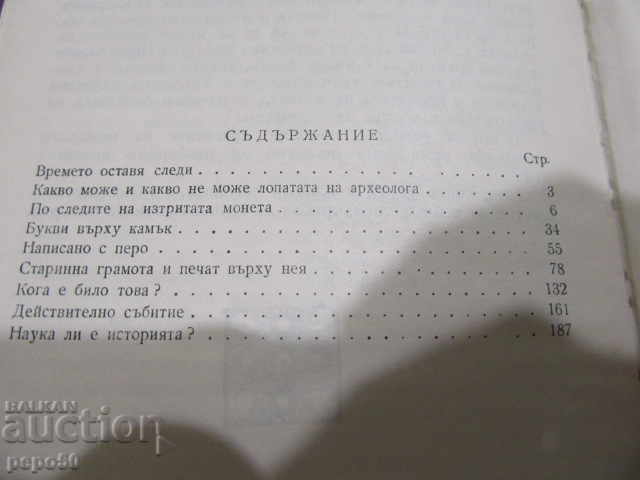 СЪДЪРЖАНИЕ
Стр.
Времето оставя следи . . . . . . . . . . . . . . . . .
Какво може и какво не може лопатата на археолога . . . . . . 3
По следите на изтритата монета . . . . . . . . . . . . . 6
Букви върху камък . . . . . . . . . . . . . . . . . . 34
Написано с перо . . . . . . . . . . . . . . . . . . . 55
Старинна грамота и печат върху нея . . . . . . . . . . . 78
Кога е било това? . . . . . . . . . . . . . . . . . . 132
Действително събитие . . . . . . . . . . . . . . . . . 161
Наука ли е историята? . . . . . . . . . . . . . . . . 187
BALKAN
auction
pepo50